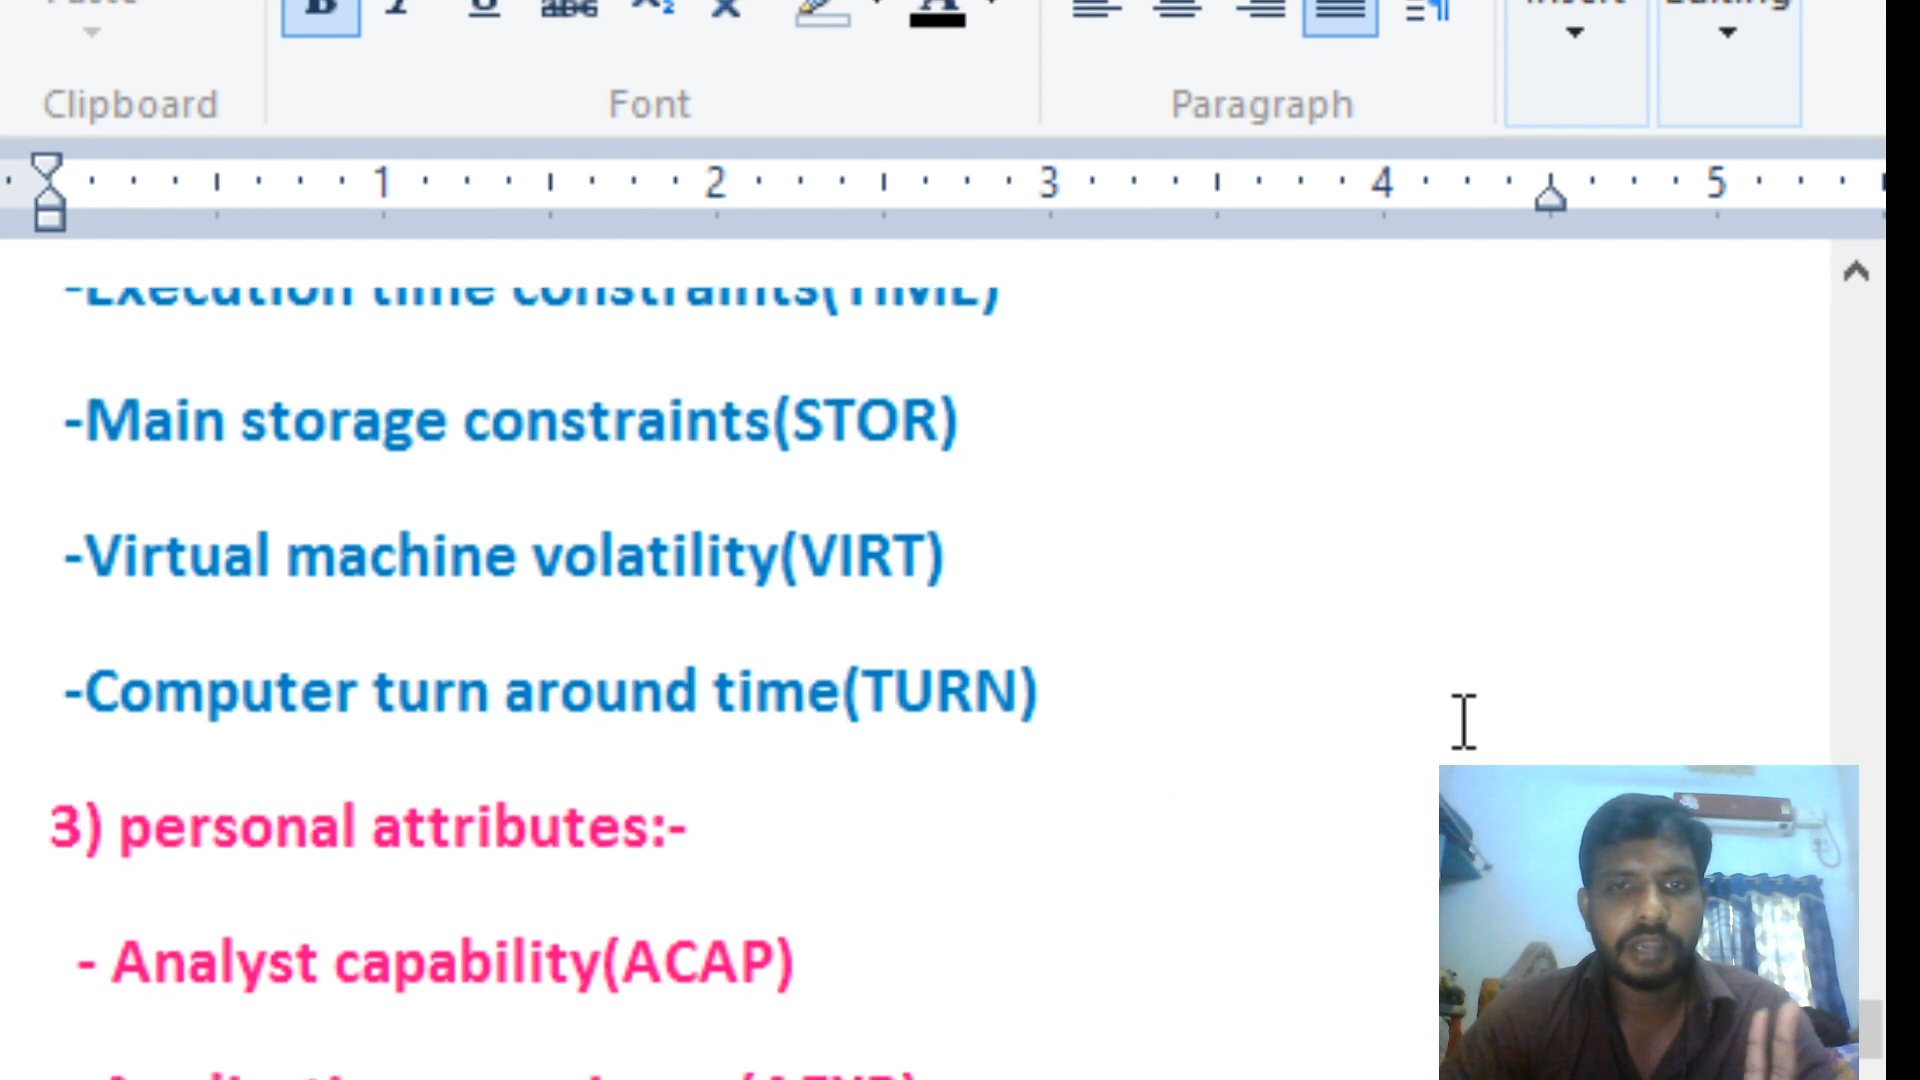 Clipboard
Font
Paragraph
1 2 3 4 5
-Execution time constraints(TIME)
-Main storage constraints(STOR)
-Virtual machine volatility(VIRT)
-Computer turn around time(TURN)
3) personal attributes:-
- Analyst capability(ACAP)